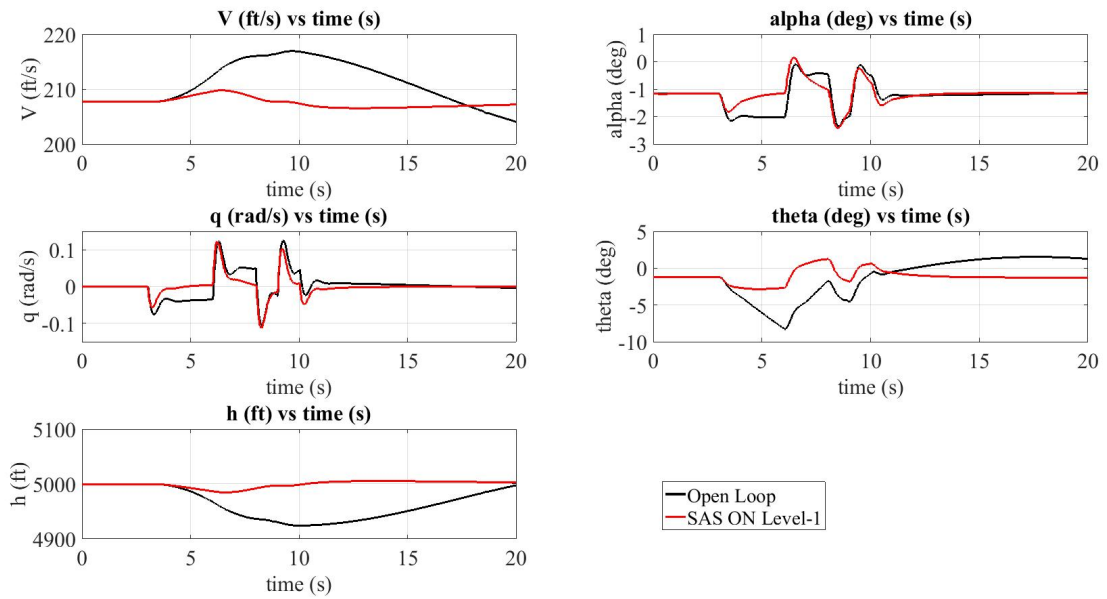 V (ft/s) vs time (s)
220
210
200
V (ft/s)
0 5 10 15 20
time (s)
alpha (deg) vs time (s)
1
0
-1
-2
-3
alpha (deg)
0 5 10 15 20
time (s)
q (rad/s) vs time (s)
0.1
0
-0.1
q (rad/s)
0 5 10 15 20
time (s)
theta (deg) vs time (s)
5
0
-5
-10
theta (deg)
0 5 10 15 20
time (s)
h (ft) vs time (s)
5100
5000
4900
h (ft)
0 5 10 15 20
time (s)
Open Loop
SAS ON Level-1